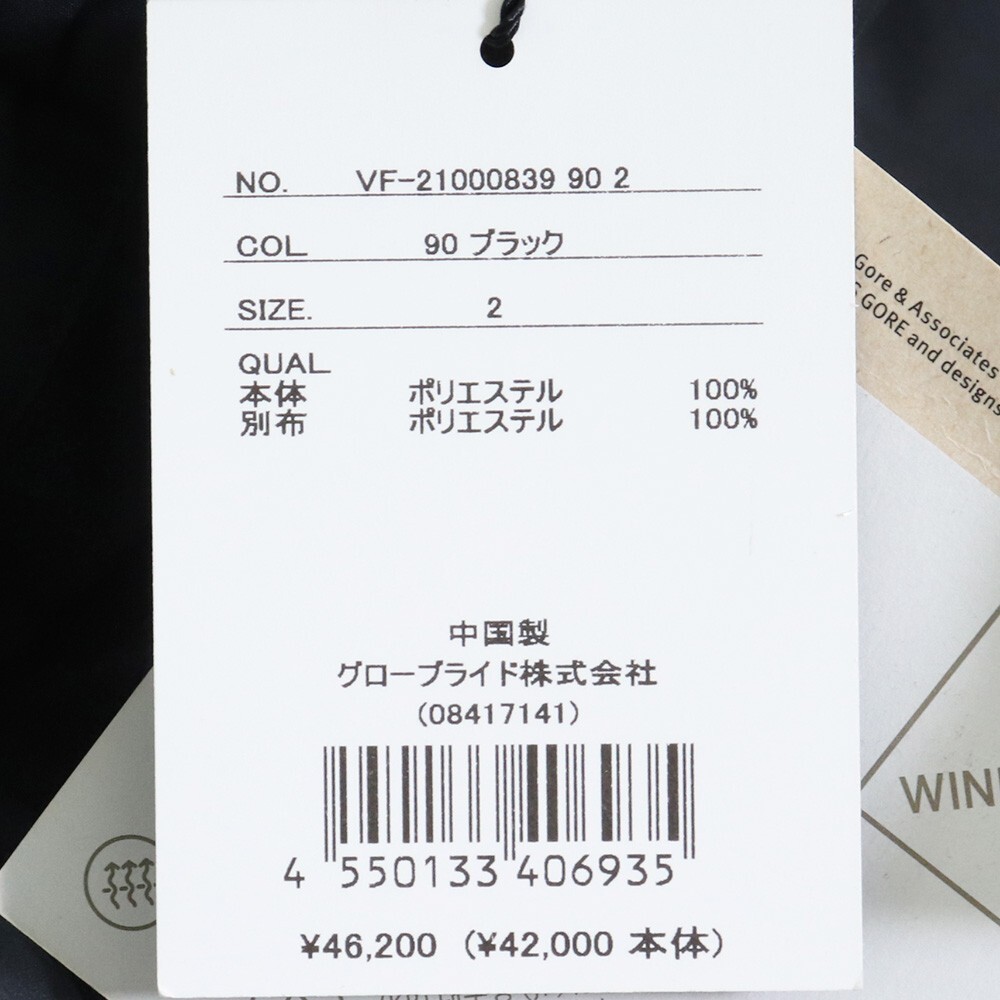 NO. VF-21000839 90 2
COL 90 ブラック
SIZE. 2
QUAL
本体 ポリエステル 100%
別布 ポリエステル 100%
中国製
グローブライド株式会社
(08417141)
4 550133 406935
¥46,200 (¥42,000 本体)
Gore & Associates
GORE and designs
WIN